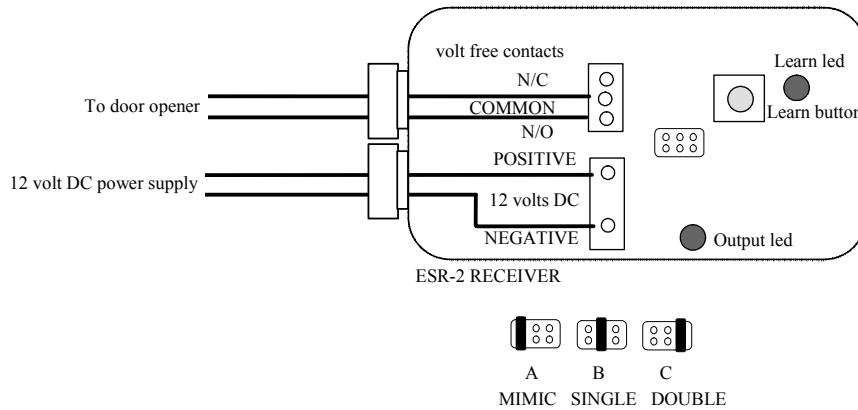 volt free contacts
Learn led
N/C
To door opener
COMMON
Learn button
N/O
POSITIVE
12 volt DC power supply
12 volts DC
NEGATIVE
Output led
ESR-2 RECEIVER
A B C
MIMIC SINGLE DOUBLE